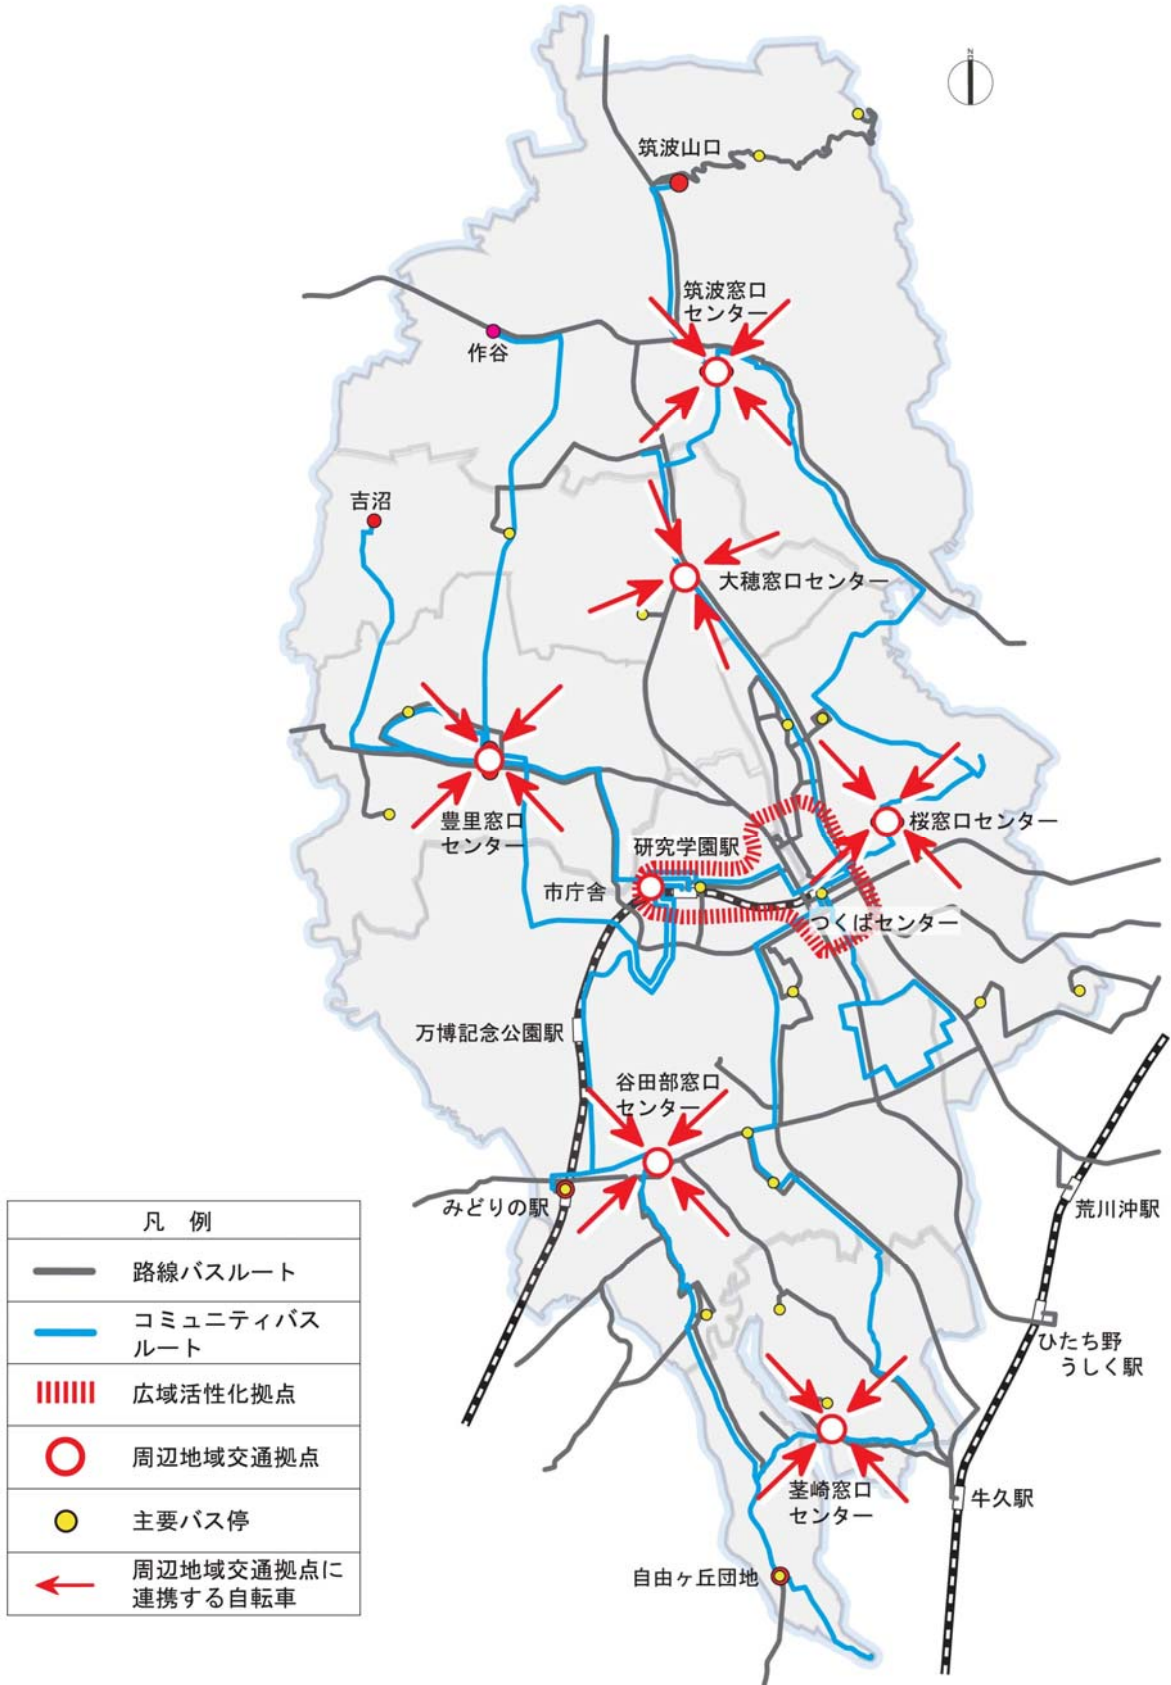 N
筑波山口
筑波窓口
センター
作谷
吉沼
大穂窓口センター
豊里窓口
センター
桜窓口センター
研究学園駅
市庁舎
つくばセンター
万博記念公園駅
谷田部窓口
センター
みどりの駅
荒川沖駅
ひたち野
うしく駅
茎崎窓口
センター
牛久駅
自由ヶ丘団地
凡 例
路線バスルート
コミュニティバス
ルート
広域活性化拠点
周辺地域交通拠点
主要バス停
周辺地域交通拠点に
連携する自転車